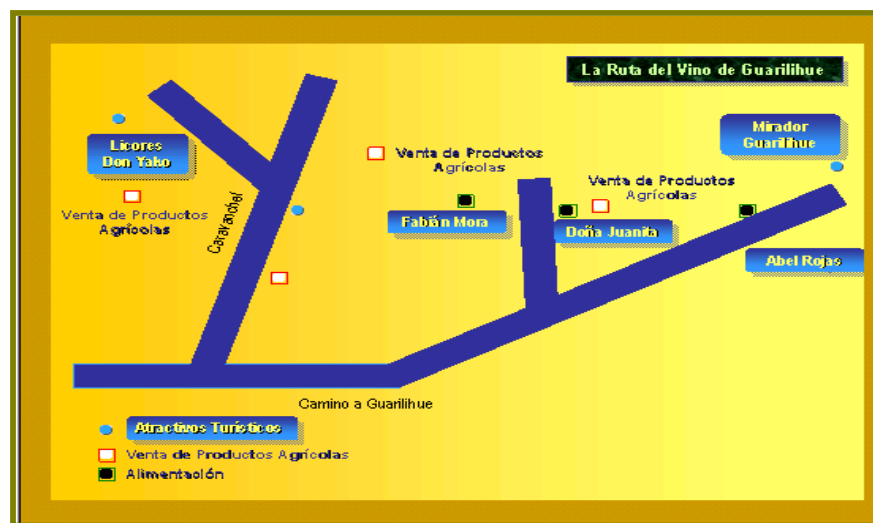 La Ruta del Vino de Guarilihue
Mirador
Guarilihue
Licores
Don Yako
Venta de Productos
Agrícolas
Venta de Productos
Agrícolas
Venta de Productos
Agrícolas
Caravanchel
Fabián Mora
Doña Juanita
Abel Rojas
Camino a Guarilihue
Atractivos Turísticos
Venta de Productos Agrícolas
Alimentación